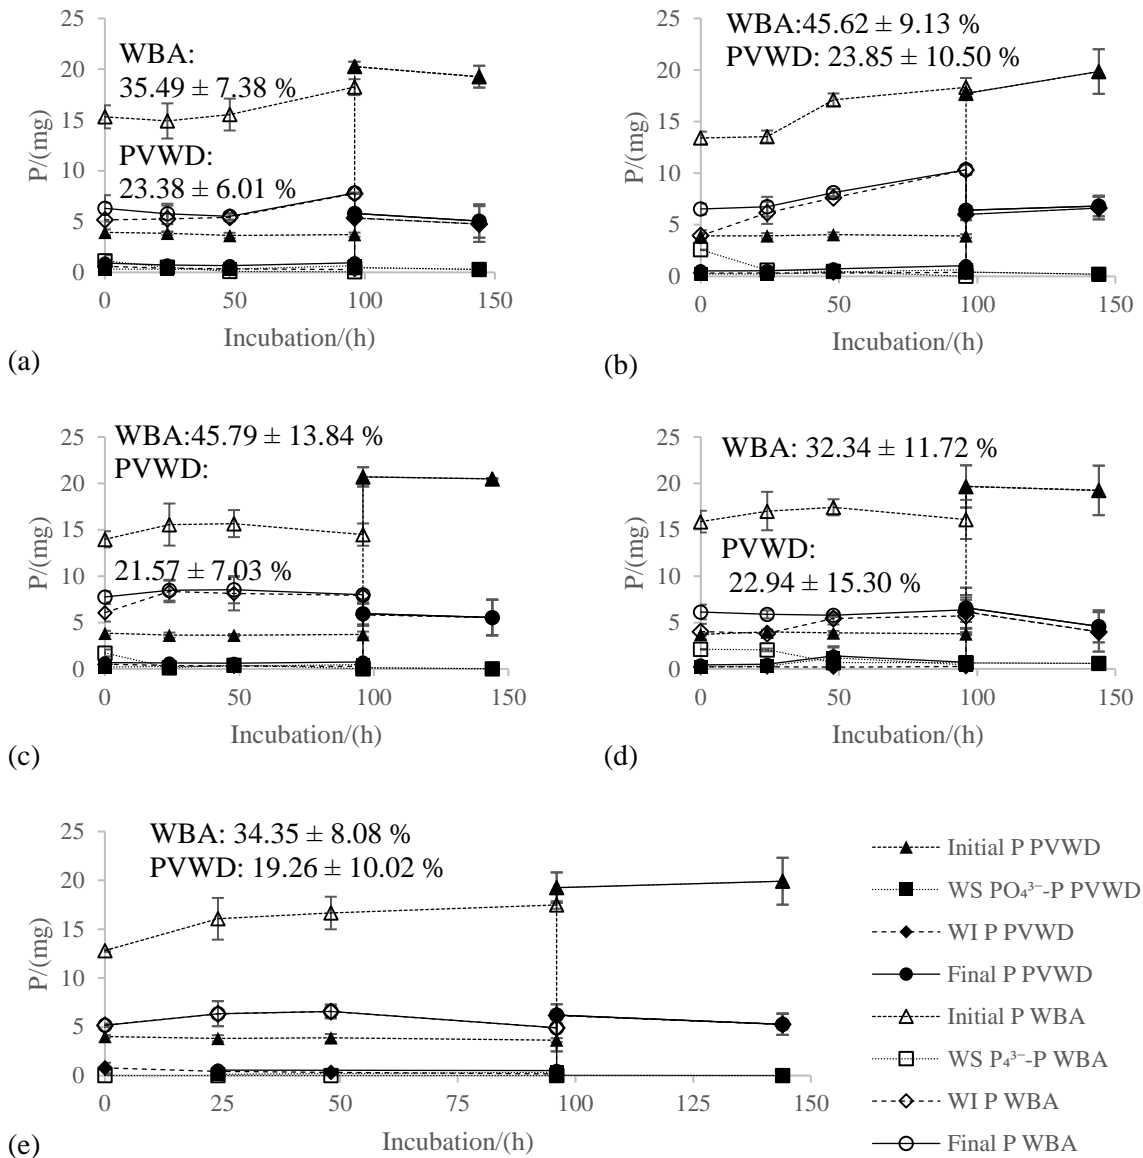 (a)
WBA:
35.49 ± 7.38 %
PVWD:
23.38 ± 6.01 %
P/(mg)
25
20
15
10
5
0
0 50 100 150
Incubation/(h)
(b)
WBA:45.62 ± 9.13 %
PVWD: 23.85 ± 10.50 %
P/(mg)
25
20
15
10
5
0
0 50 100 150
Incubation/(h)
(c)
WBA:45.79 ± 13.84 %
PVWD:
21.57 ± 7.03 %
P/(mg)
25
20
15
10
5
0
0 50 100 150
Incubation/(h)
(d)
WBA: 32.34 ± 11.72 %
PVWD:
22.94 ± 15.30 %
P/(mg)
25
20
15
10
5
0
0 50 100 150
Incubation/(h)
(e)
WBA: 34.35 ± 8.08 %
PVWD: 19.26 ± 10.02 %
P/(mg)
25
20
15
10
5
0
0 25 50 75 100 125 150
Incubation/(h)
Initial P PVWD
WS PO₄³⁻-P PVWD
WI P PVWD
Final P PVWD
Initial P WBA
WS P₄³⁻-P WBA
WI P WBA
Final P WBA